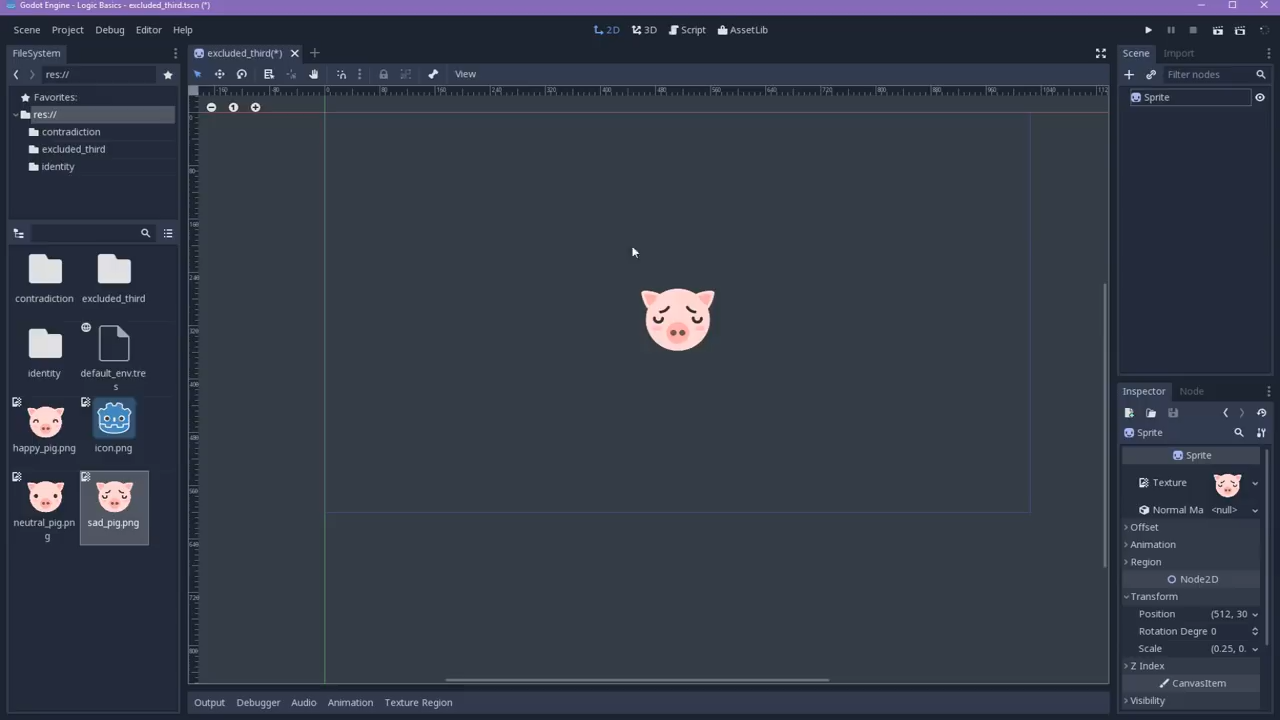 Godot Engine - Logic Basics - excluded_third.tscn (*)
Scene Project Debug Editor Help
2D 3D Script AssetLib
FileSystem
excluded_third(*)
Scene Import
res://
View
Filter nodes
Favorites:
Sprite
res://
contradiction
excluded_third
identity
contradiction excluded_third
identity default_env.tre
s
happy_pig.png icon.png
neutral_pig.pn sad_pig.png
g
Inspector Node
Sprite
Sprite
Texture
Normal Ma <null>
Offset
Animation
Region
Node2D
Transform
Position (512, 30
Rotation Degre 0
Scale (0.25, 0.
Z Index
CanvasItem
Visibility
Output Debugger Audio Animation Texture Region